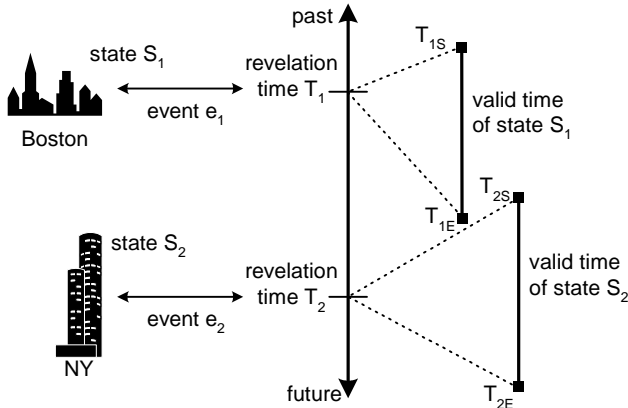 past
state S₁
revelation
time T₁
event e₁
Boston
T₁S
valid time
of state S₁
T₁E
T₂S
state S₂
revelation
time T₂
event e₂
NY
valid time
of state S₂
future
T₂E